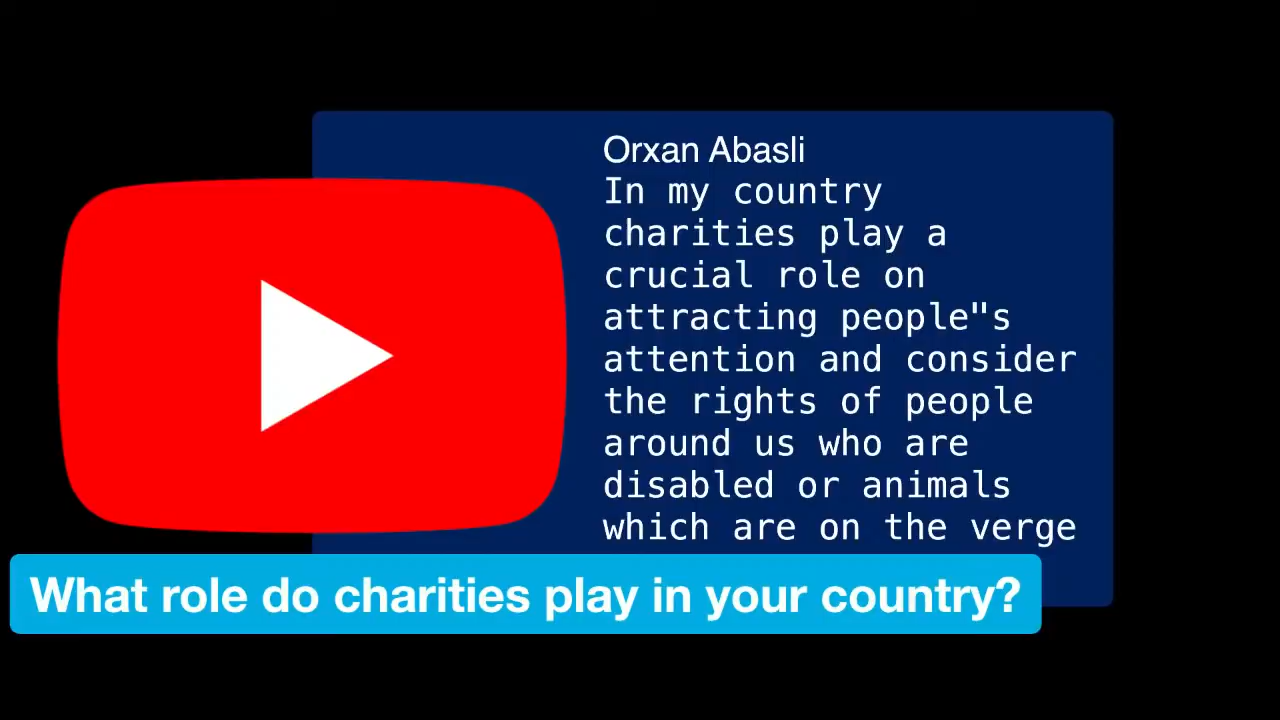 Orxan Abasli
In my country
charities play a
crucial role on
attracting people"s
attention and consider
the rights of people
around us who are
disabled or animals
which are on the verge
What role do charities play in your country?